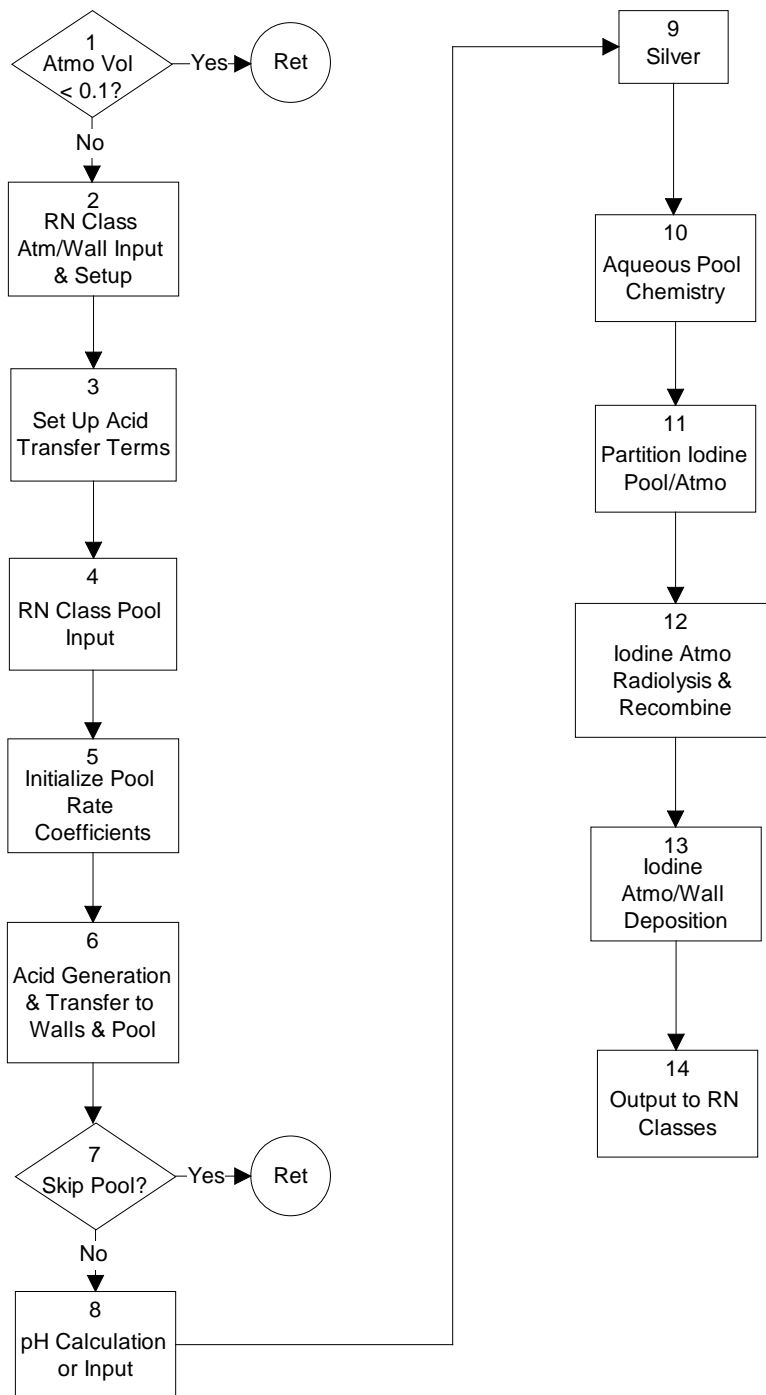 1
Atmo Vol
< 0.1?
Yes
Ret
No
2
RN Class
Atm/Wall Input
& Setup
3
Set Up Acid
Transfer Terms
4
RN Class Pool
Input
5
Initialize Pool
Rate
Coefficients
6
Acid Generation
& Transfer to
Walls & Pool
7
Skip Pool?
Yes
Ret
No
8
pH Calculation
or Input
9
Silver
10
Aqueous Pool
Chemistry
11
Partition Iodine
Pool/Atmo
12
Iodine Atmo
Radiolysis &
Recombine
13
Iodine
Atmo/Wall
Deposition
14
Output to RN
Classes